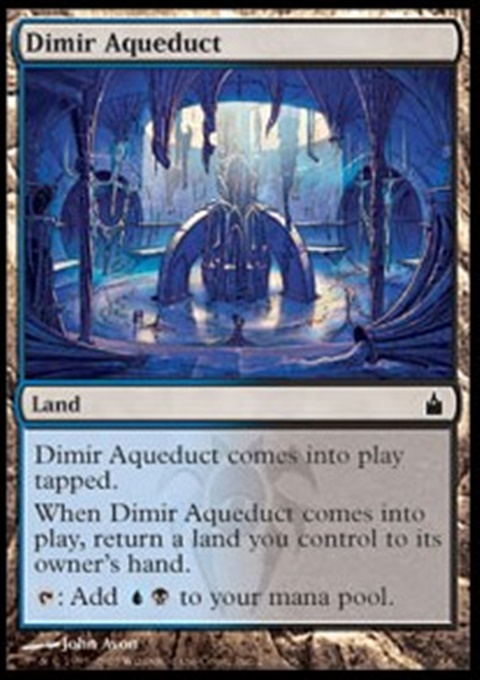 Dimir Aqueduct
Land
Dimir Aqueduct comes into play
tapped.
When Dimir Aqueduct comes into
play, return a land you control to its
owner's hand.
: Add to your mana pool.
John Avon